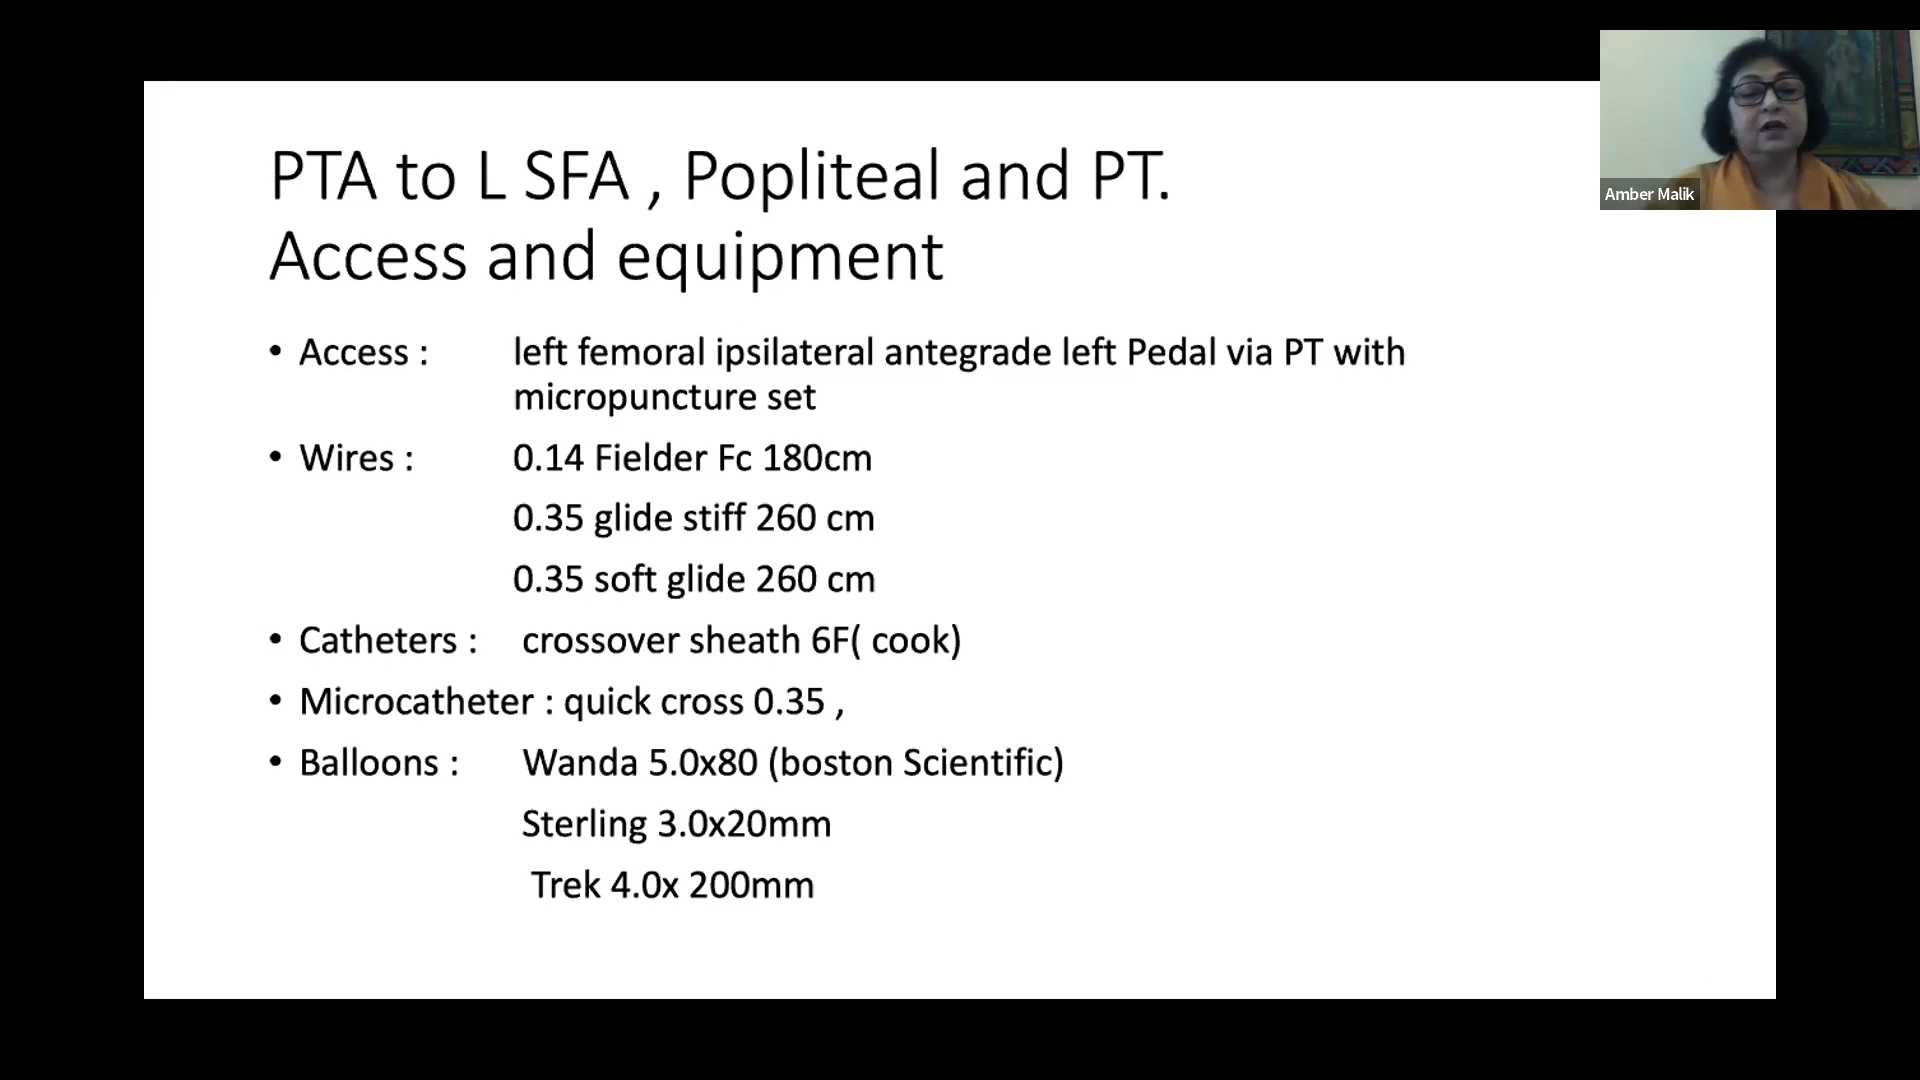 PTA to L SFA , Popliteal and PT.
Access and equipment
• Access : left femoral ipsilateral antegrade left Pedal via PT with
micropuncture set
• Wires : 0.14 Fielder Fc 180cm
0.35 glide stiff 260 cm
0.35 soft glide 260 cm
• Catheters : crossover sheath 6F( cook)
• Microcatheter : quick cross 0.35 ,
• Balloons : Wanda 5.0x80 (boston Scientific)
Sterling 3.0x20mm
Trek 4.0x 200mm
Amber Malik